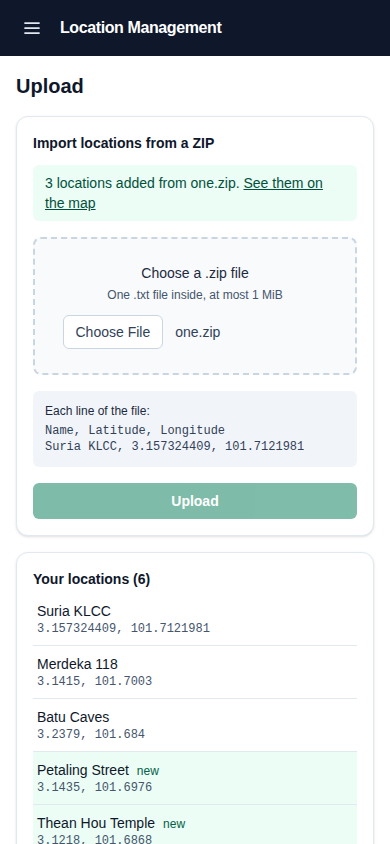 Location Management
Upload
Import locations from a ZIP
3 locations added from one.zip. See them on
the map
Choose a .zip file
One .txt file inside, at most 1 MiB
Choose File one.zip
Each line of the file:
Name, Latitude, Longitude
Suria KLCC, 3.157324409, 101.7121981
Upload
Your locations (6)
Suria KLCC
3.157324409, 101.7121981
Merdeka 118
3.1415, 101.7003
Batu Caves
3.2379, 101.684
Petaling Street new
3.1435, 101.6976
Thean Hou Temple new
3.1218, 101.6868